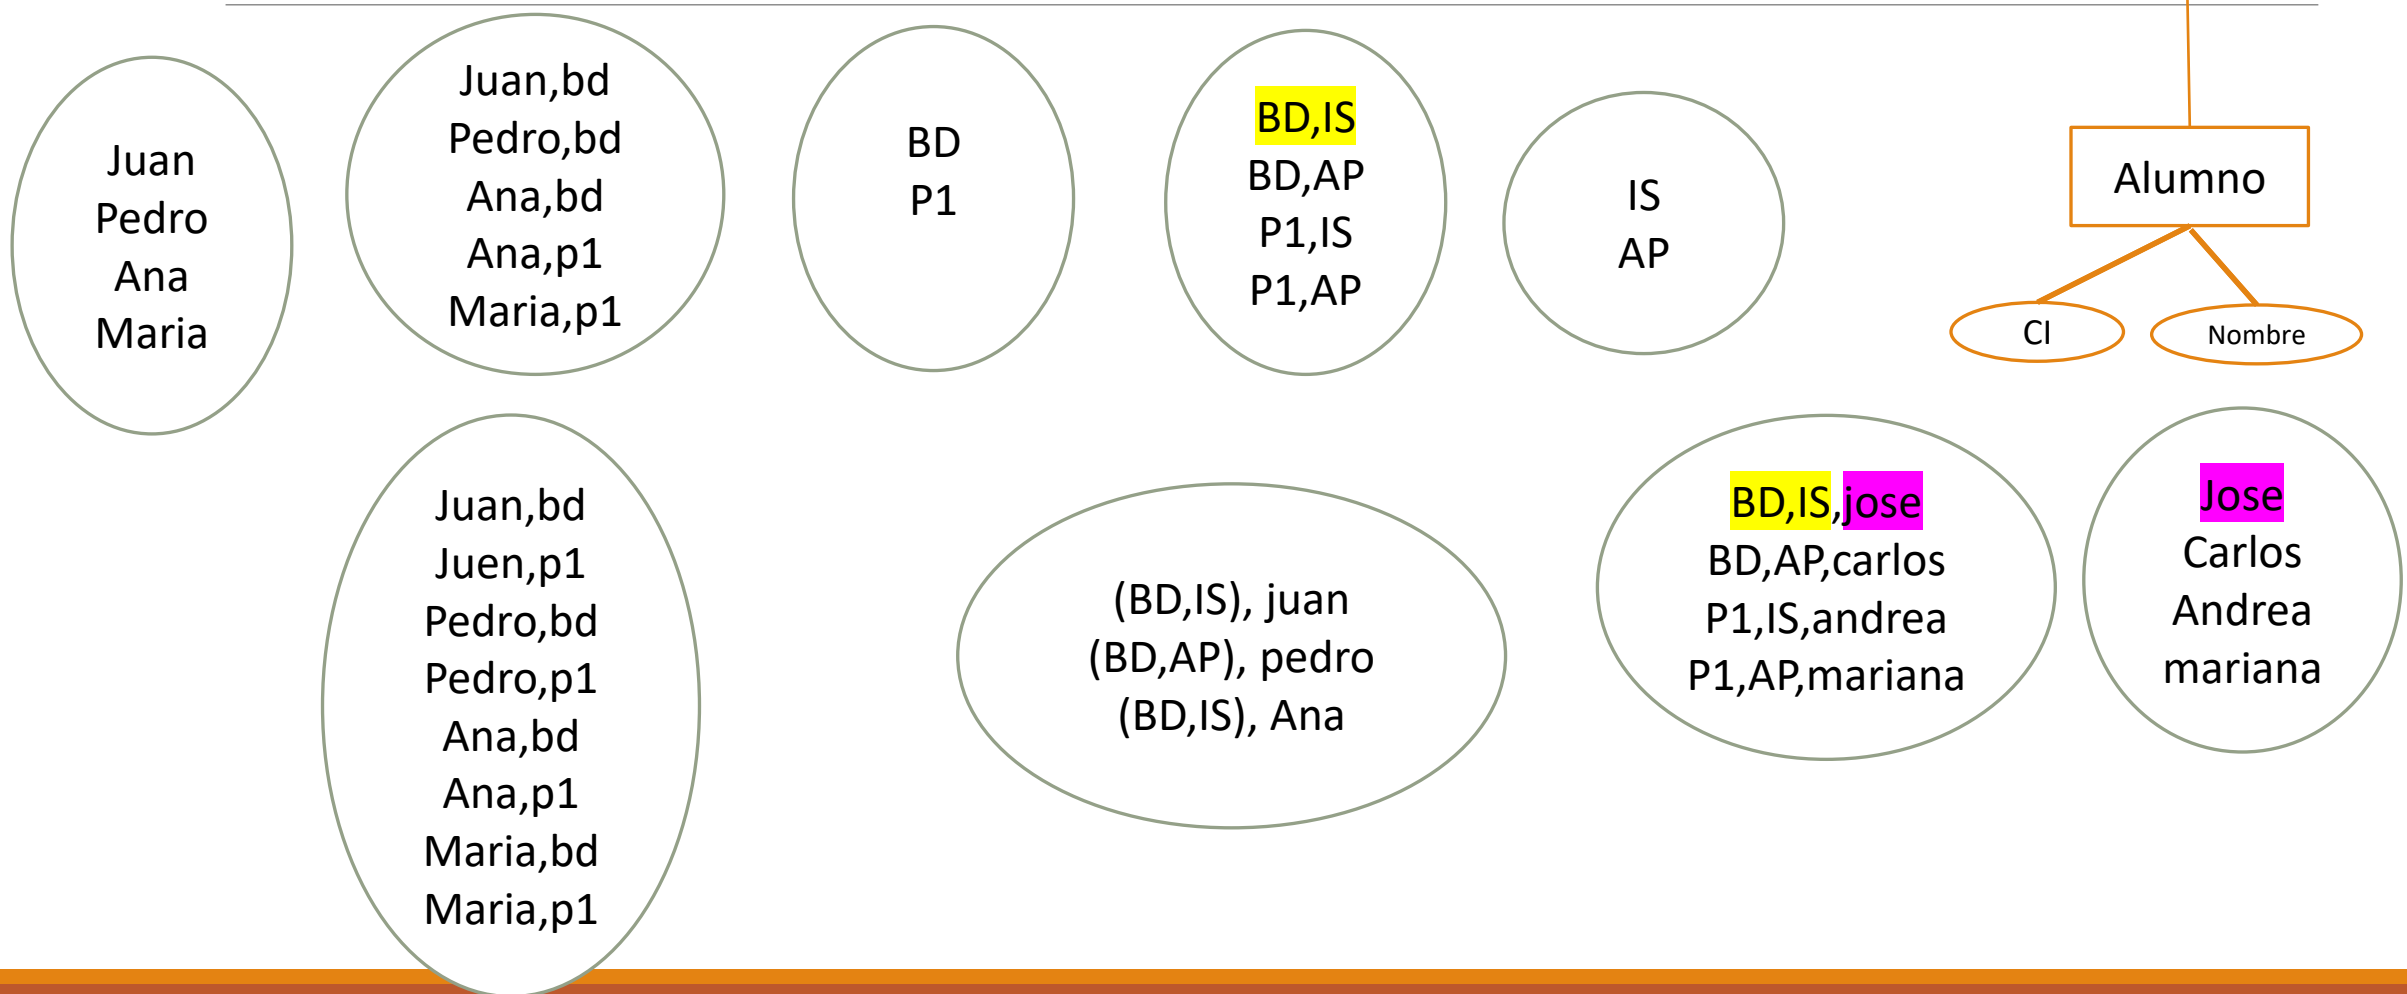 Juan
Pedro
Ana
Maria
Juan,bd
Pedro,bd
Ana,bd
Ana,p1
Maria,p1
BD
P1
BD,IS
BD,AP
P1,IS
P1,AP
IS
AP
Alumno
CI
Nombre
Juan,bd
Juen,p1
Pedro,bd
Pedro,p1
Ana,bd
Ana,p1
Maria,bd
Maria,p1
(BD,IS), juan
(BD,AP), pedro
(BD,IS), Ana
BD,IS,jose
BD,AP,carlos
P1,IS,andrea
P1,AP,mariana
Jose
Carlos
Andrea
mariana